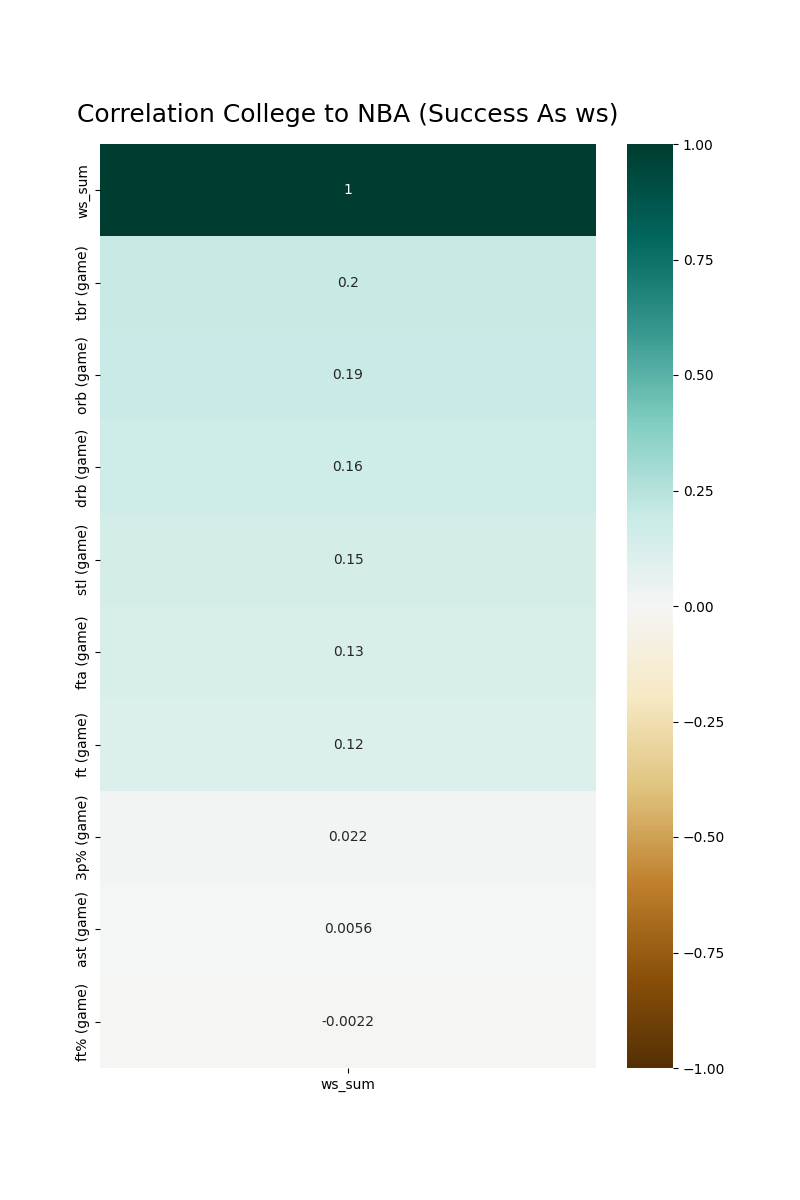 Correlation College to NBA (Success As ws)
ws_sum
1
tbr (game)
0.2
orb (game)
0.19
drb (game)
0.16
stl (game)
0.15
fta (game)
0.13
ft (game)
0.12
3p% (game)
0.022
ast (game)
0.0056
ft% (game)
-0.0022
ws_sum
1.00
0.75
0.50
0.25
0.00
−0.25
−0.50
−0.75
−1.00